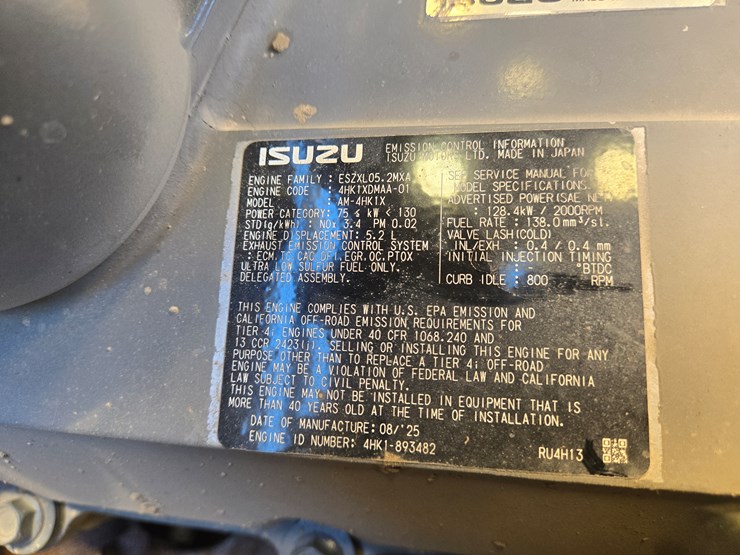 ISUZU
EMISSION CONTROL INFORMATION
ISUZU MOTORS LTD. MADE IN JAPAN
ENGINE FAMILY : ESZXL05.2MXA
ENGINE CODE : 4HK1XDMAA-01
MODEL : AM-4HK1X
POWER CATEGORY: 75 ≤ kW < 130
STD(g/kWh) : NOx 3.4 PM 0.02
ENGINE DISPLACEMENT: 5.2 L
EXHAUST EMISSION CONTROL SYSTEM
: ECM,TC,CAC,DFI,EGR,OC,PTOX
ULTRA LOW SULFUR FUEL ONLY.
DELEGATED ASSEMBLY.
SEE SERVICE MANUAL FOR
MODEL SPECIFICATIONS.
ADVERTISED POWER(SAE NET)
: 128.4kW / 2000RPM
FUEL RATE : 138.0mm³/st.
VALVE LASH(COLD)
INL/EXH : 0.4 / 0.4 mm
INITIAL INJECTION TIMING
: °BTDC
CURB IDLE : 800 RPM
THIS ENGINE COMPLIES WITH U.S. EPA EMISSION AND
CALIFORNIA OFF-ROAD EMISSION REQUIREMENTS FOR
TIER 4i ENGINES UNDER 40 CFR 1068.240 AND
13 CCR 2423(j). SELLING OR INSTALLING THIS ENGINE FOR ANY
PURPOSE OTHER THAN TO REPLACE A TIER 4i OFF-ROAD
ENGINE MAY BE A VIOLATION OF FEDERAL LAW AND CALIFORNIA
LAW SUBJECT TO CIVIL PENALTY.
THIS ENGINE MAY NOT BE INSTALLED IN EQUIPMENT THAT IS
MORE THAN 40 YEARS OLD AT THE TIME OF INSTALLATION.
DATE OF MANUFACTURE: 08/'25
ENGINE ID NUMBER: 4HK1-893482
RU4H13